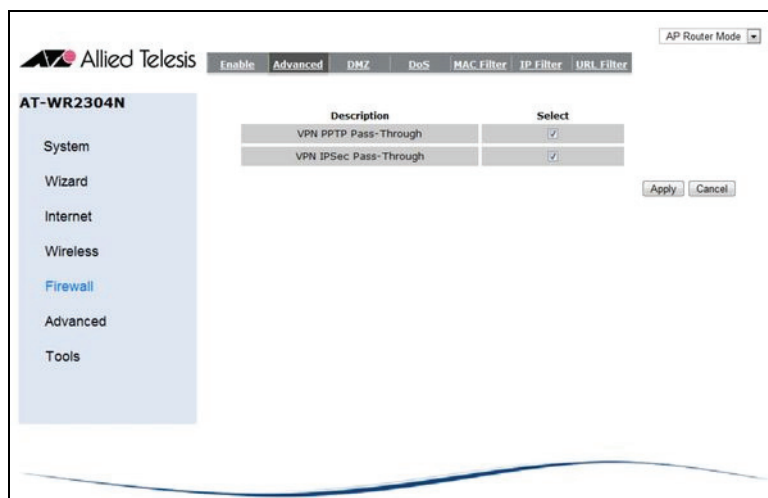 AP Router Mode
Allied Telesis
Enable Advanced DMZ DoS MAC Filter IP Filter URL Filter
AT-WR2304N
System
Wizard
Internet
Wireless
Firewall
Advanced
Tools
Description Select
VPN PPTP Pass-Through
VPN IPSec Pass-Through
Apply Cancel